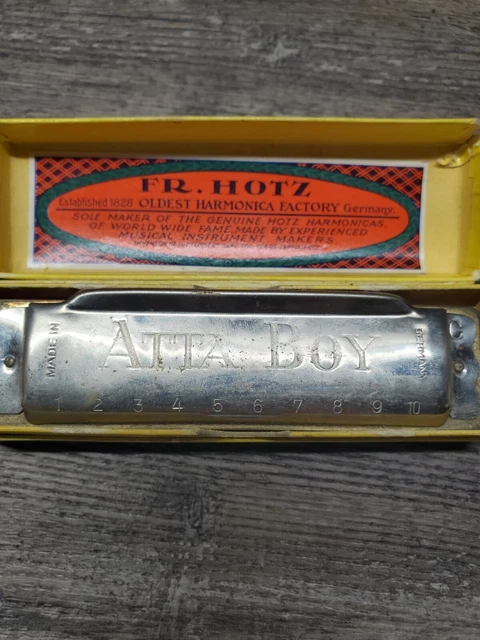 FR. HOTZ
Established 1828 OLDEST HARMONICA FACTORY Germany.
SOLE MAKER OF THE GENUINE HOTZ HARMONICAS,
OF WORLD WIDE FAME, MADE BY EXPERIENCED
MUSICAL INSTRUMENT MAKERS
MADE IN
ATTA BOY
GERMANY
1 2 3 4 5 6 7 8 9 10